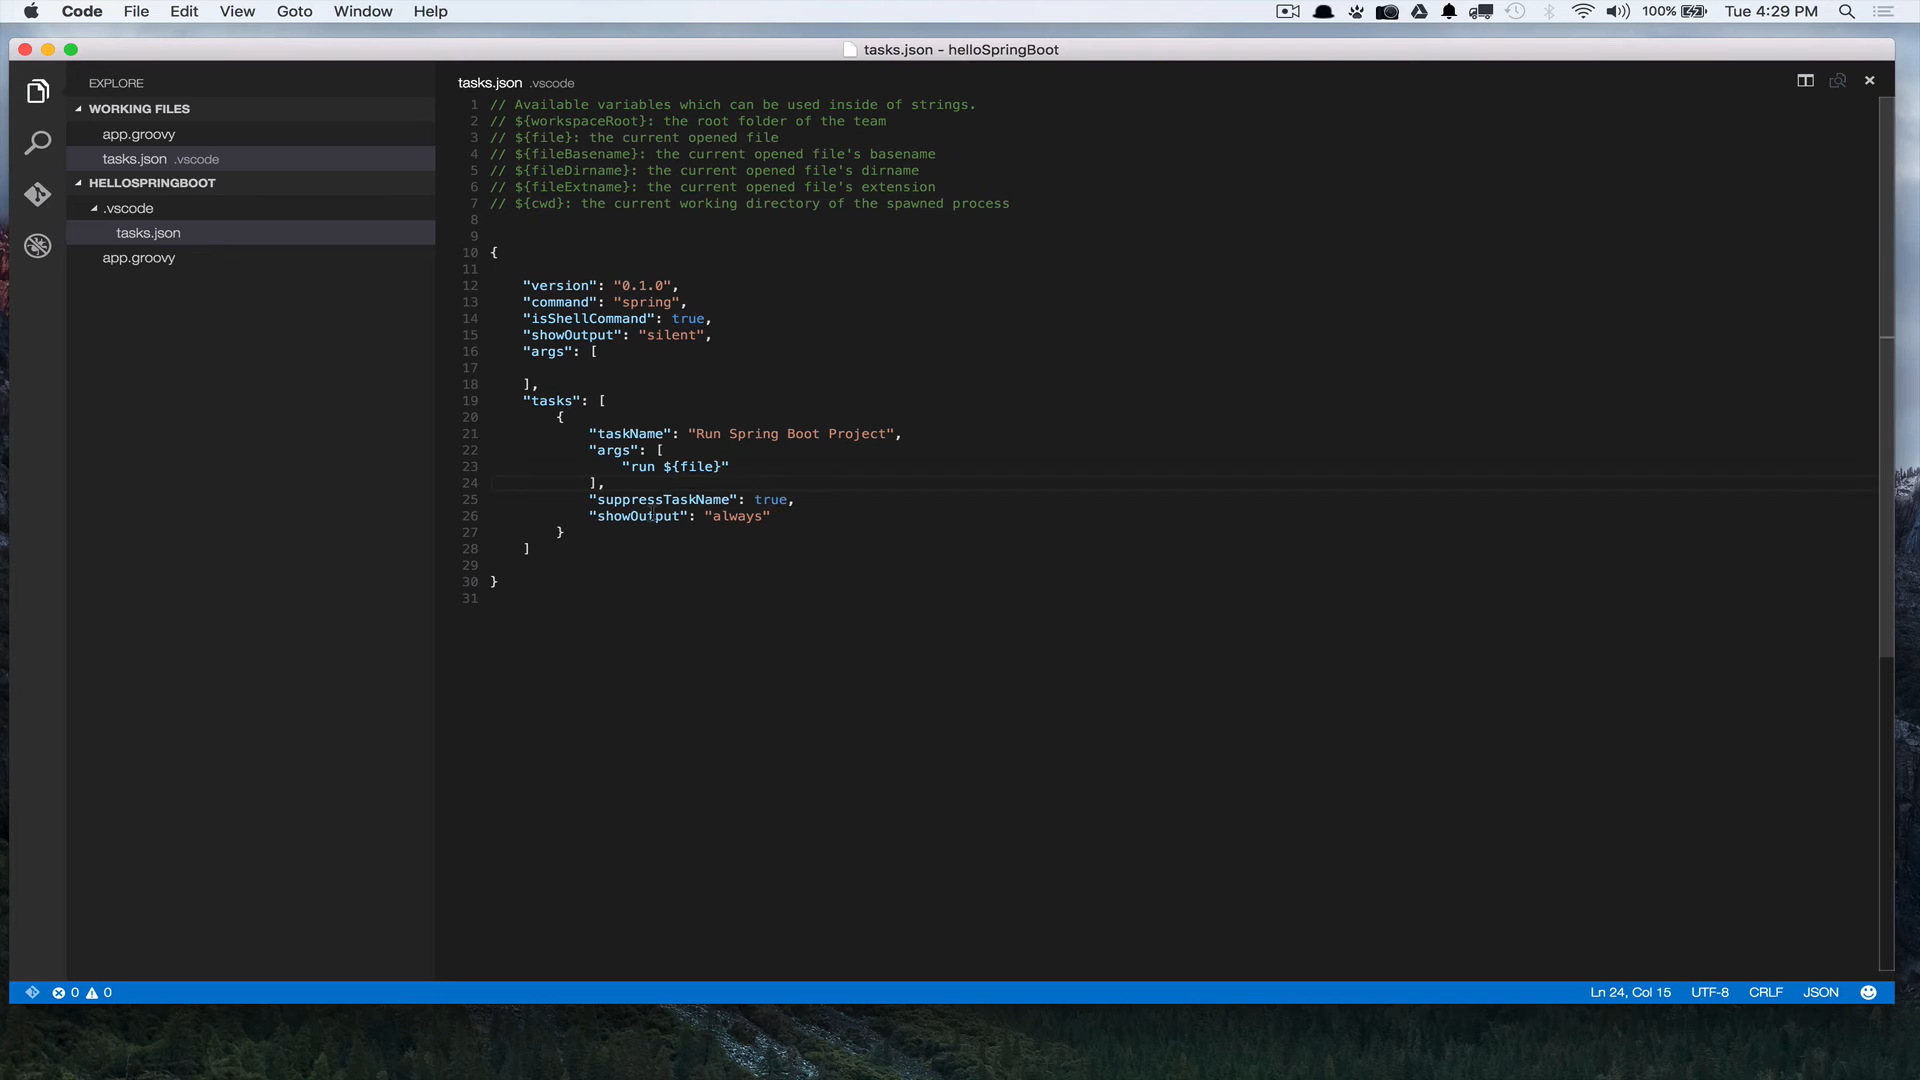 Code File Edit View Goto Window Help 100% Tue 4:29 PM
tasks.json - helloSpringBoot
EXPLORE
WORKING FILES
app.groovy
tasks.json .vscode
HELLOSPRINGBOOT
.vscode
tasks.json
app.groovy
tasks.json .vscode
1 // Available variables which can be used inside of strings.
2 // ${workspaceRoot}: the root folder of the team
3 // ${file}: the current opened file
4 // ${fileBasename}: the current opened file's basename
5 // ${fileDirname}: the current opened file's dirname
6 // ${fileExtname}: the current opened file's extension
7 // ${cwd}: the current working directory of the spawned process
8
9
10 {
11
12 "version": "0.1.0",
13 "command": "spring",
14 "isShellCommand": true,
15 "showOutput": "silent",
16 "args": [
17
18 ],
19 "tasks": [
20 {
21 "taskName": "Run Spring Boot Project",
22 "args": [
23 "run ${file}"
24 ],
25 "suppressTaskName": true,
26 "showOutput": "always"
27 }
28 ]
29
30 }
31
0 0 Ln 24, Col 15 UTF-8 CRLF JSON